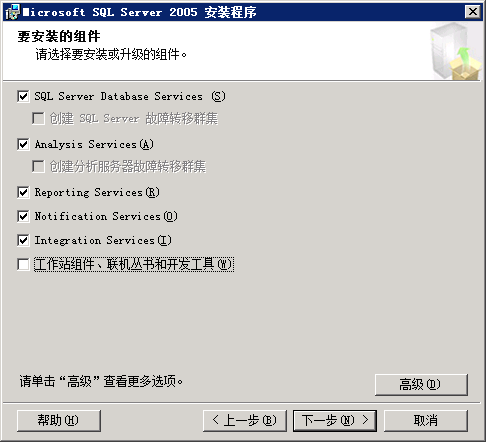 Microsoft SQL Server 2005 安装程序
要安装的组件
请选择要安装或升级的组件。
SQL Server Database Services (S)
创建 SQL Server 故障转移群集
Analysis Services(A)
创建分析服务器故障转移群集
Reporting Services(R)
Notification Services(O)
Integration Services(I)
工作站组件、联机丛书和开发工具(W)
请单击“高级”查看更多选项。
高级(D)
帮助(H) < 上一步(B) 下一步(N) > 取消